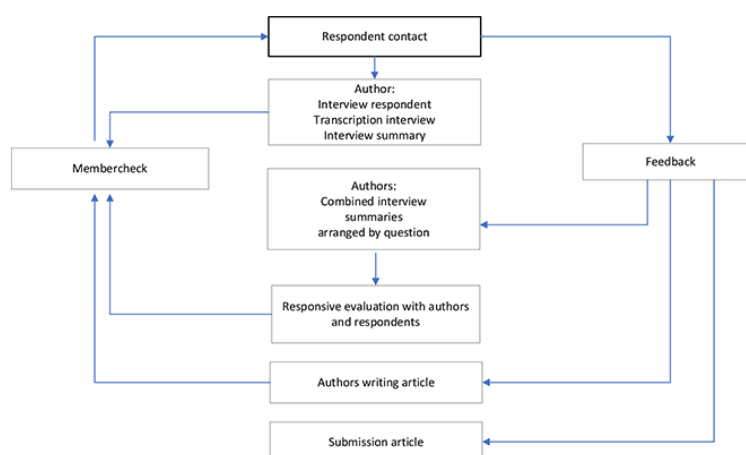 Respondent contact
Author:
Interview respondent
Transcription interview
Interview summary
Membercheck
Feedback
Authors:
Combined interview
summaries
arranged by question
Responsive evaluation with authors
and respondents
Authors writing article
Submission article